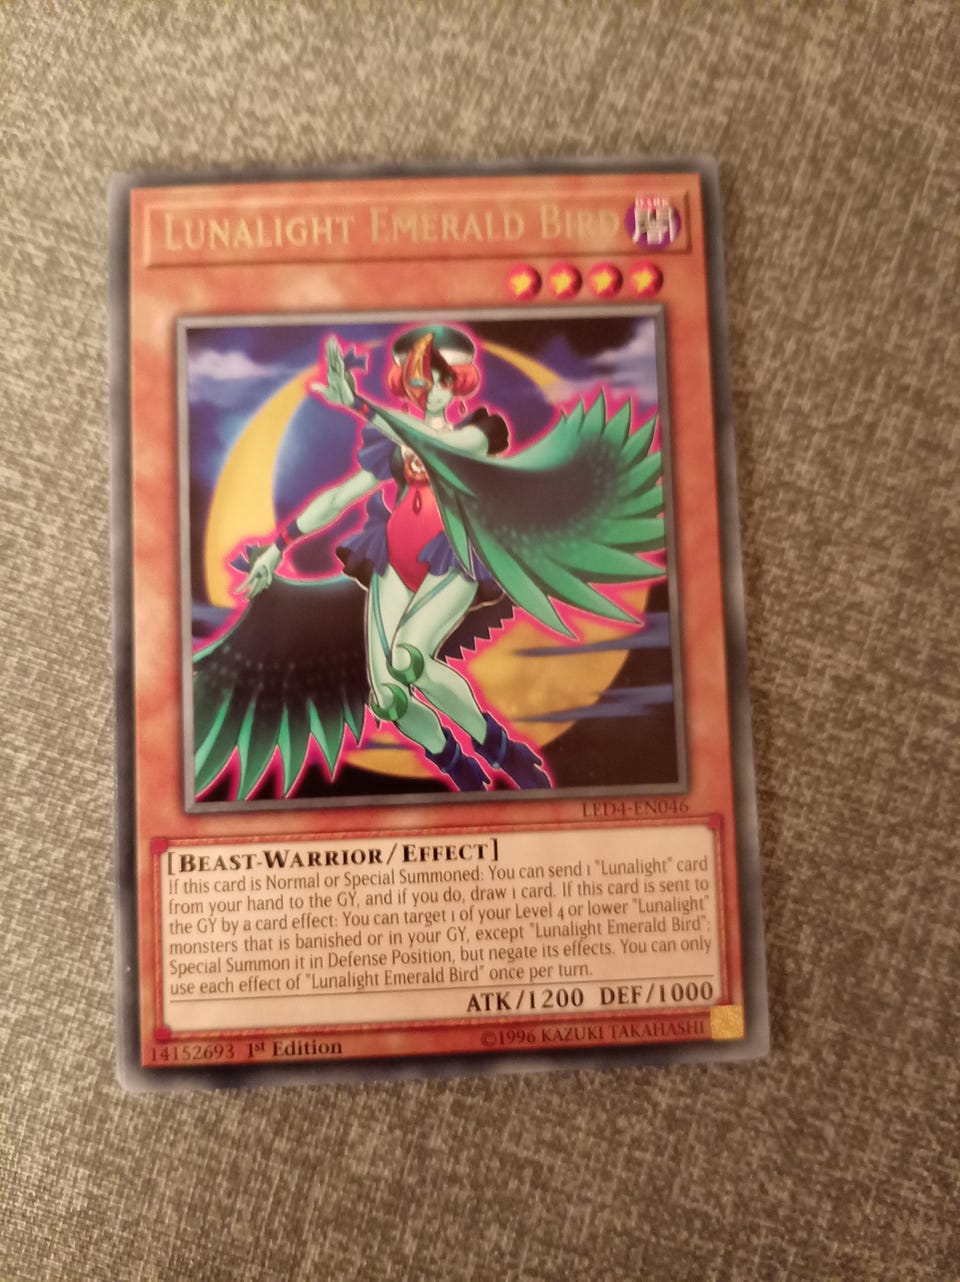 LUNALIGHT EMERALD BIRD
DARK
闇
LED4-EN046
[BEAST-WARRIOR/EFFECT]
If this card is Normal or Special Summoned: You can send 1 "Lunalight" card
from your hand to the GY, and if you do, draw 1 card. If this card is sent to
the GY by a card effect: You can target 1 of your Level 4 or lower "Lunalight"
monsters that is banished or in your GY, except "Lunalight Emerald Bird";
Special Summon it in Defense Position, but negate its effects. You can only
use each effect of "Lunalight Emerald Bird" once per turn.
ATK/1200 DEF/1000
14152693 1st Edition ©1996 KAZUKI TAKAHASHI